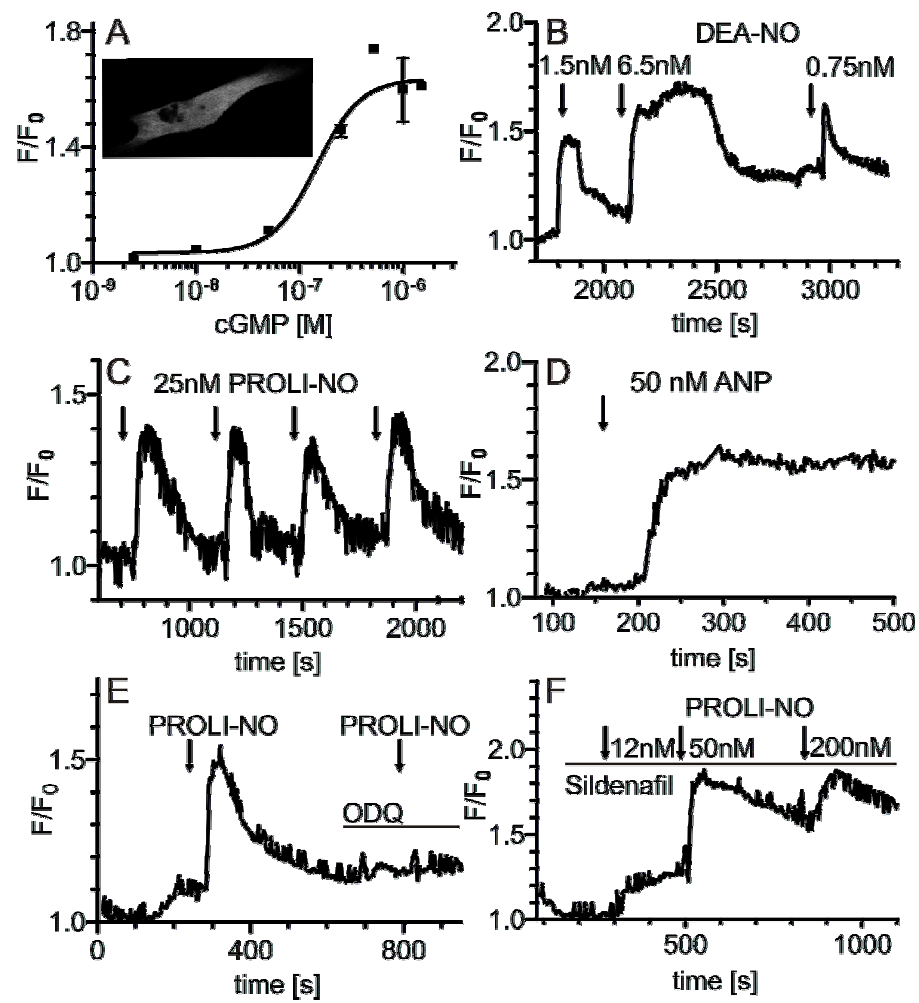 A
1.8
1.4
1.0
F/F0
10-9
10-8
10-7
10-6
cGMP [M]
B
DEA-NO
1.5nM 6.5nM 0.75nM
2.0
1.5
1.0
F/F0
2000 2500 3000
time [s]
C
25nM PROLI-NO
1.5
1.0
F/F0
1000 1500 2000
time [s]
D
50 nM ANP
2.0
1.5
1.0
F/F0
100 200 300 400 500
time [s]
E
PROLI-NO PROLI-NO
ODQ
1.5
1.0
F/F0
0 400 800
time [s]
F
PROLI-NO
12nM 50nM 200nM
Sildenafil
2.0
1.5
1.0
F/F0
500 1000
time [s]